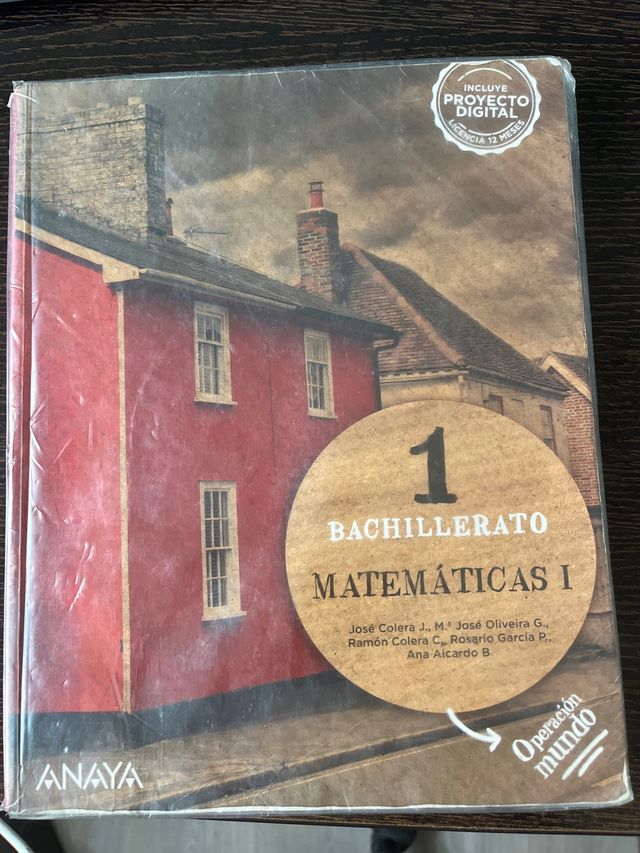 INCLUYE
PROYECTO
DIGITAL
LICENCIA 12 MESES
1
BACHILLERATO
MATEMÁTICAS I
José Colera J., M.ª José Oliveira G.,
Ramón Colera C., Rosario García P.,
Ana Aicardo B.
Operación
mundo
ANAYA